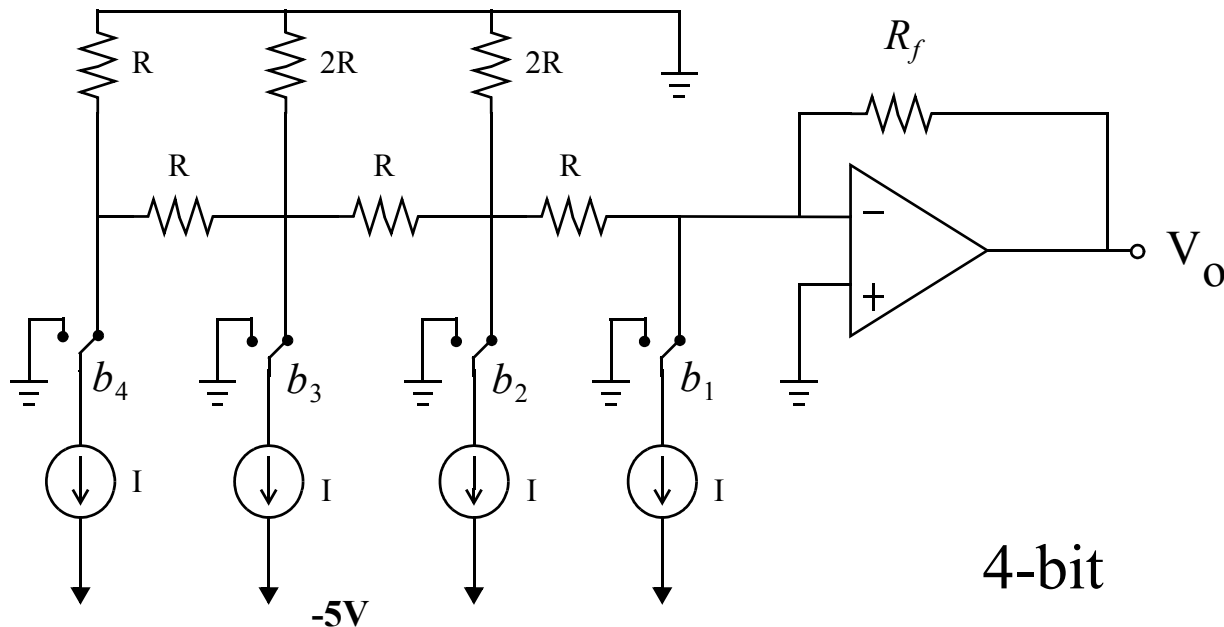 R 2R 2R R_f
R R R
− +
V_o
b_4 b_3 b_2 b_1
I I I I
4-bit
-5V